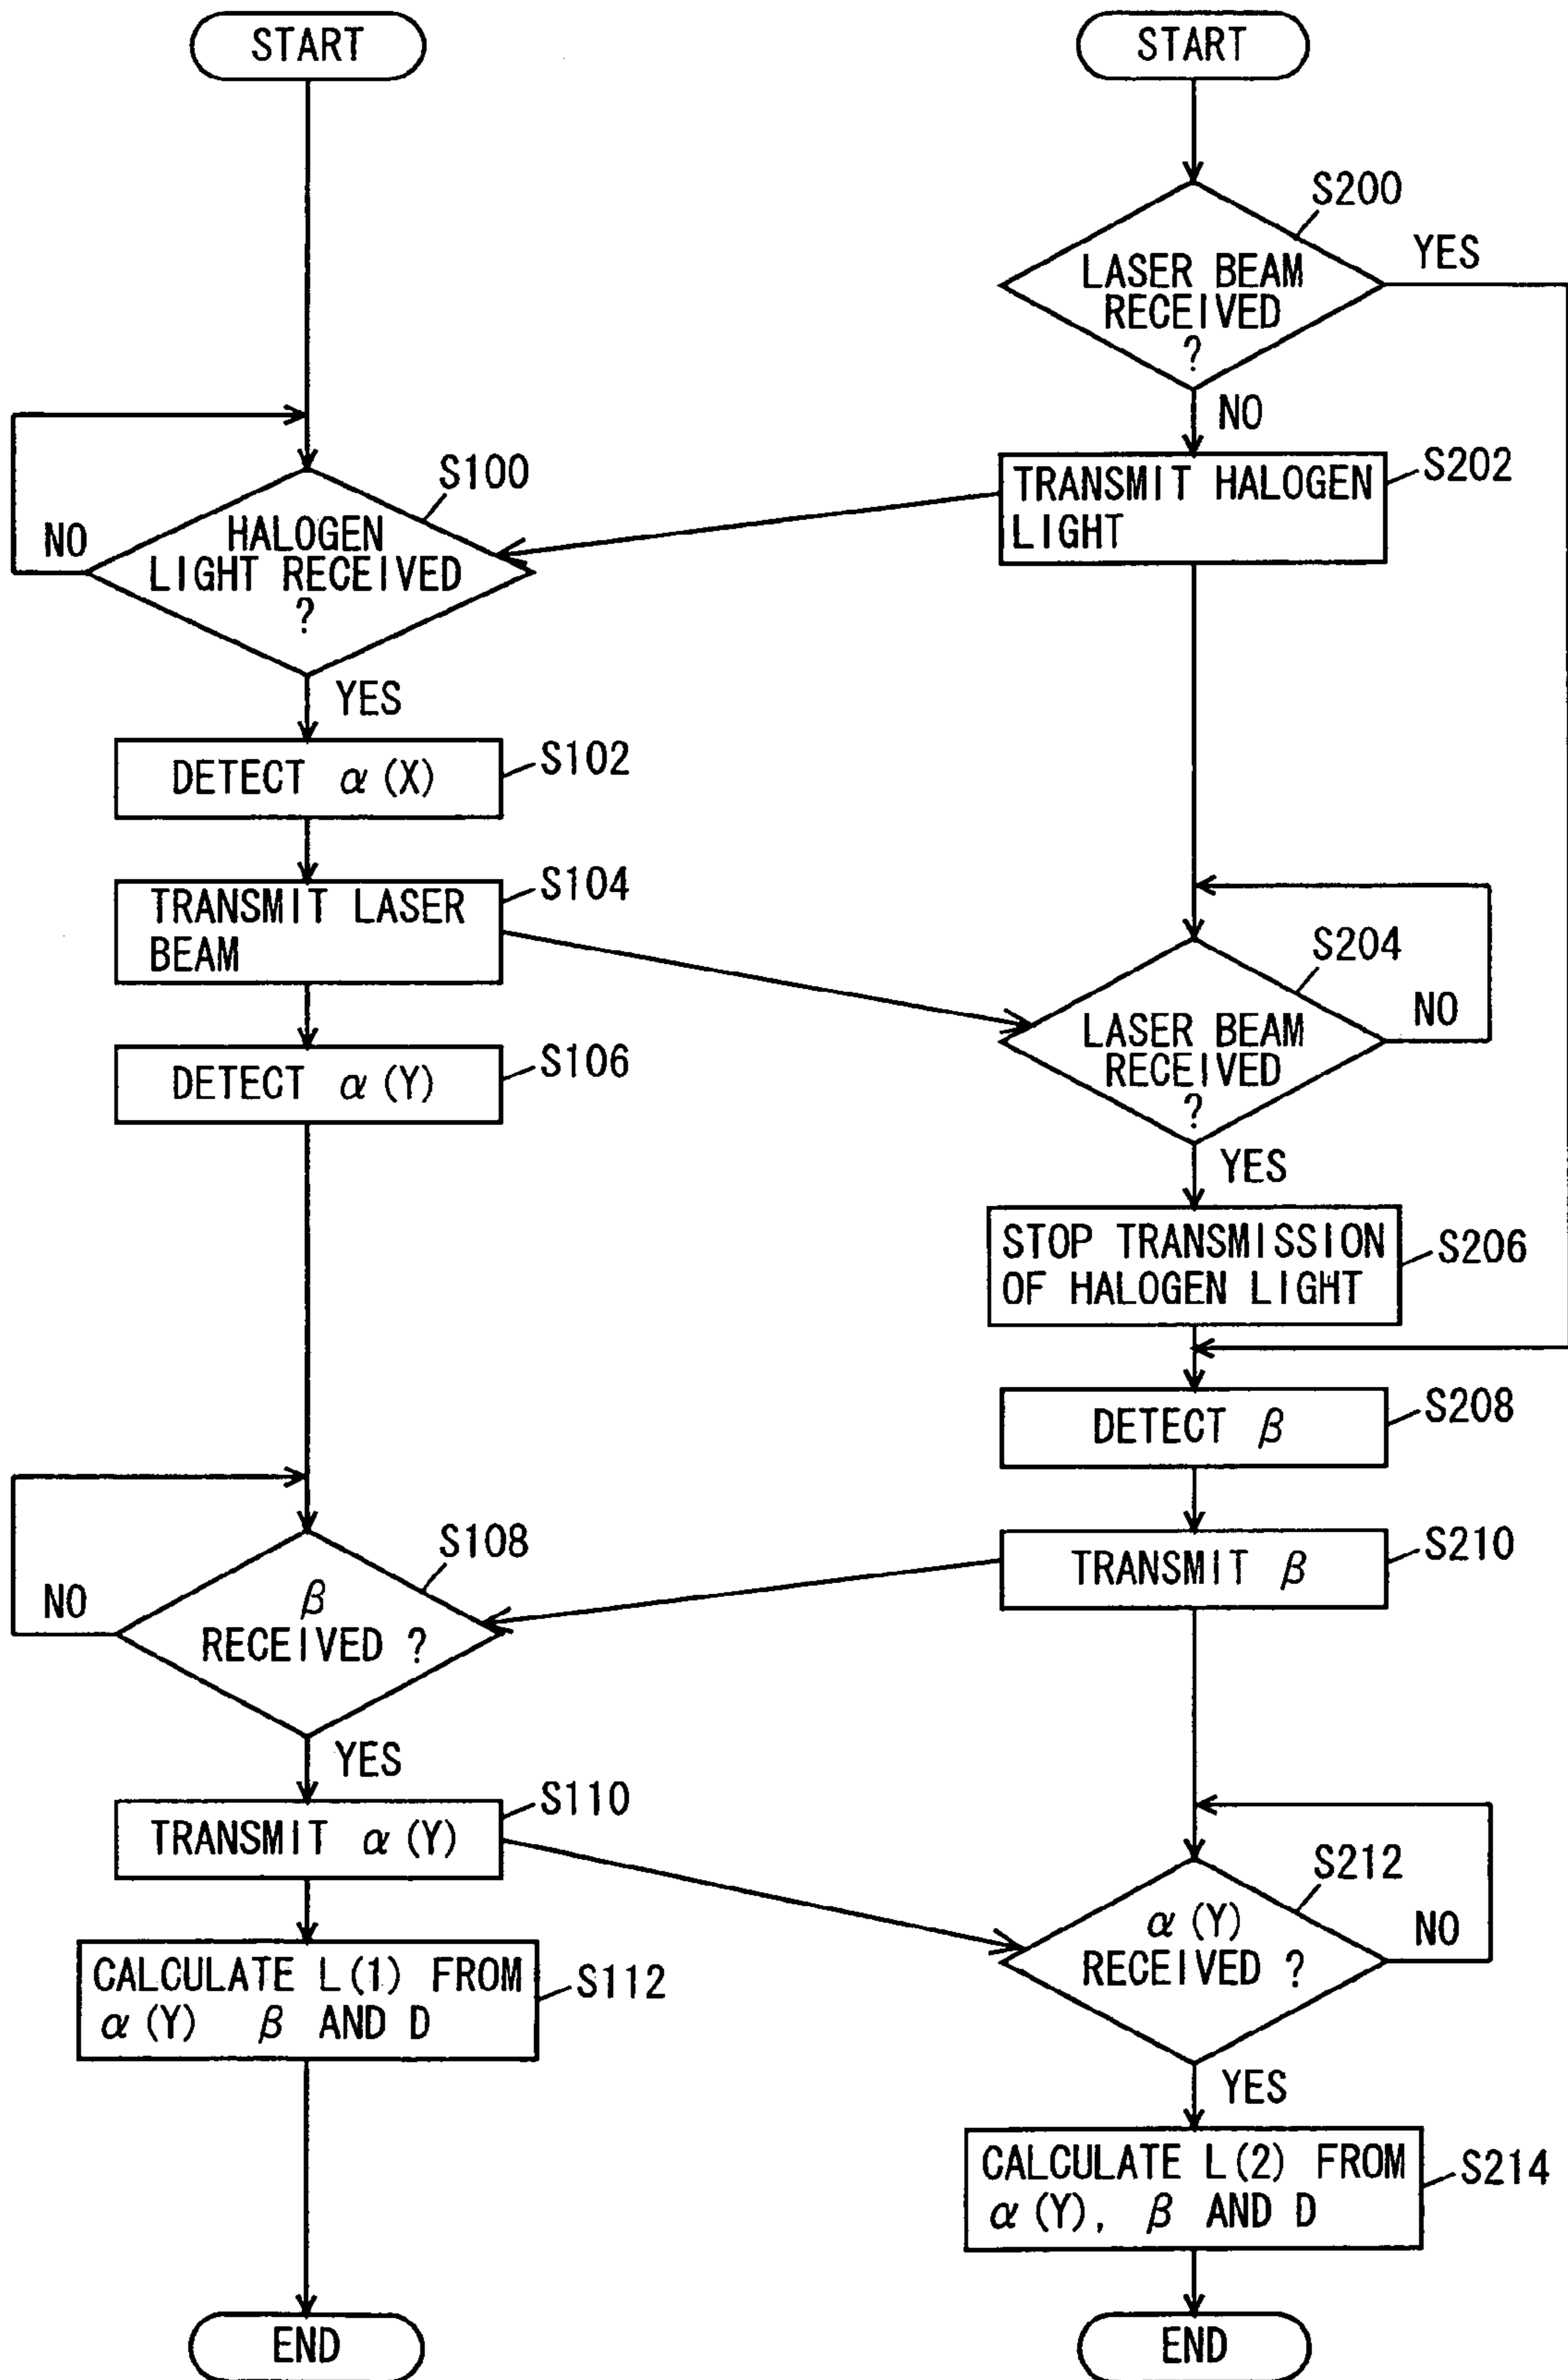 START
HALOGEN
LIGHT RECEIVED
?
S100
NO
YES
DETECT α (X)
S102
TRANSMIT LASER
BEAM
S104
DETECT α (Y)
S106
β
RECEIVED ?
S108
NO
YES
TRANSMIT α (Y)
S110
CALCULATE L(1) FROM
α (Y) β AND D
S112
END
START
S200
LASER BEAM
RECEIVED
?
YES
NO
TRANSMIT HALOGEN
LIGHT
S202
S204
LASER BEAM
RECEIVED
?
NO
YES
STOP TRANSMISSION
OF HALOGEN LIGHT
S206
DETECT β
S208
TRANSMIT β
S210
S212
α (Y)
RECEIVED ?
NO
YES
CALCULATE L(2) FROM
α (Y), β AND D
S214
END